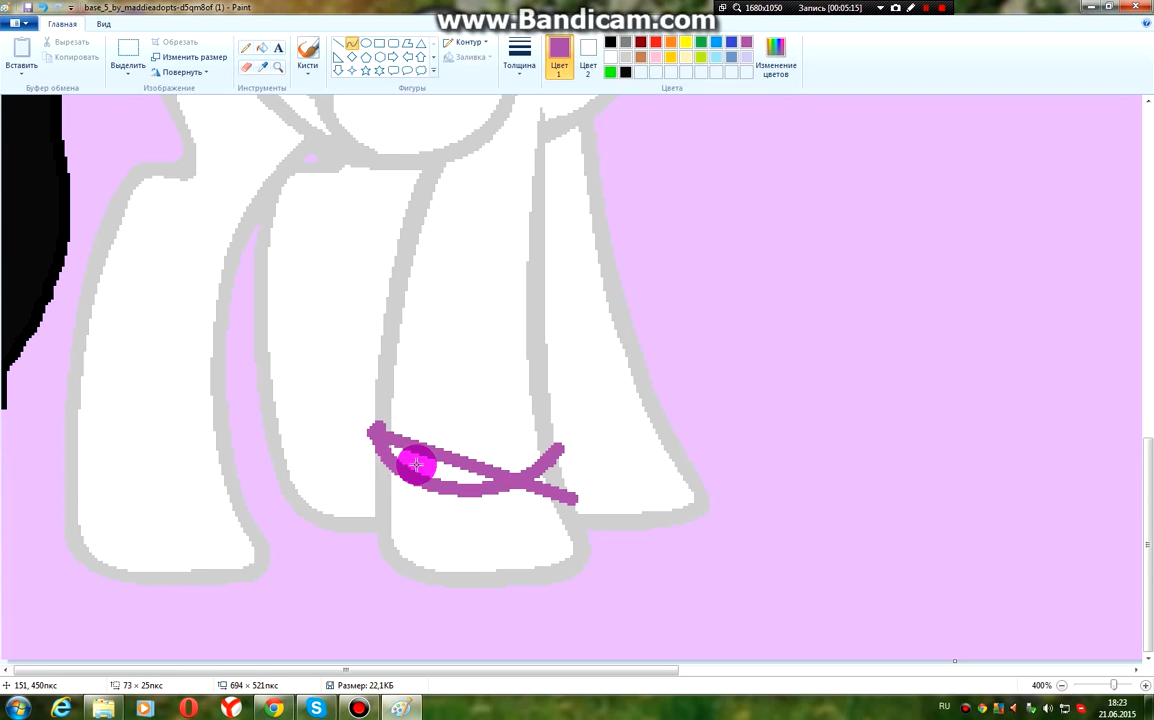 base_5_by_maddieadopts-d5qm8of (1) - Paint
www.Bandicam.com
1680x1050
Запись [00:05:15]
Главная
Вид
Вставить
Вырезать
Копировать
Буфер обмена
Выделить
Обрезать
Изменить размер
Повернуть
Изображение
A
Инструменты
Кисти
Контур
Заливка
Фигуры
Толщина
Цвет
1
Цвет
2
Изменение
цветов
Цвета
151, 450пкс
73 × 25пкс
694 × 521пкс
Размер: 22,1КБ
400%
RU
18:23
21.06.2015